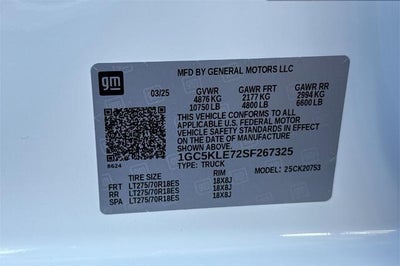 gm
MFD BY GENERAL MOTORS LLC
03/25 GVWR GAWR FRT GAWR RR
4876 KG 2177 KG 2994 KG
10750 LB 4800 LB 6600 LB
THIS VEHICLE CONFORMS TO ALL
APPLICABLE U.S. FEDERAL MOTOR
VEHICLE SAFETY STANDARDS IN
EFFECT ON THE DATE OF MANUFACTURE
SHOWN ABOVE.
1GC5KLE72SF267325
8624 TYPE: TRUCK MODEL: 25CK20753
TIRE RIM
FRT LT275/70R18ES 18X8J
RR LT275/70R18ES 18X8J
SPA LT275/70R18ES 18X8J